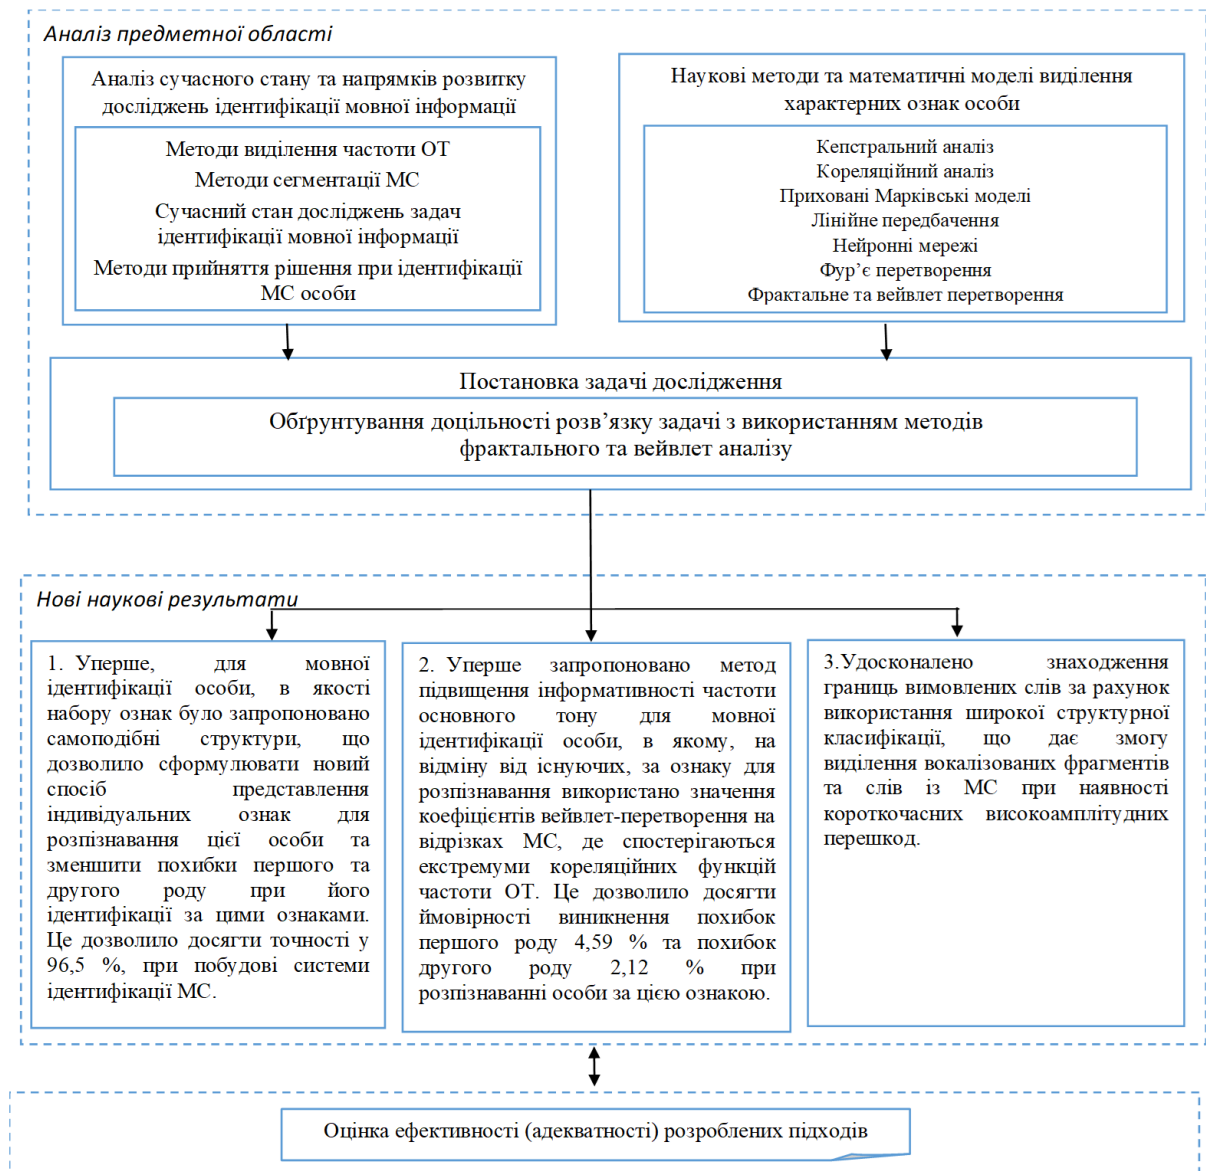 Аналіз предметної області
Аналіз сучасного стану та напрямків розвитку
досліджень ідентифікації мовної інформації
Методи виділення частоти ОТ
Методи сегментації МС
Сучасний стан досліджень задач
ідентифікації мовної інформації
Методи прийняття рішення при ідентифікації
МС особи
Наукові методи та математичні моделі виділення
характерних ознак особи
Кепстральний аналіз
Кореляційний аналіз
Приховані Марківські моделі
Лінійне передбачення
Нейронні мережі
Фур’є перетворення
Фрактальне та вейвлет перетворення
Постановка задачі дослідження
Обґрунтування доцільності розв’язку задачі з використанням методів
фрактального та вейвлет аналізу
Нові наукові результати
1. Уперше, для мовної
ідентифікації особи, в якості
набору ознак було запропоновано
самоподібні структури, що
дозволило сформулювати новий
спосіб представлення
індивідуальних ознак для
розпізнавання цієї особи та
зменшити похибки першого та
другого роду при його
ідентифікації за цими ознаками.
Це дозволило досягти точності у
96,5 %, при побудові системи
ідентифікації МС.
2. Уперше запропоновано метод
підвищення інформативності частоти
основного тону для мовної
ідентифікації особи, в якому, на
відміну від існуючих, за ознаку для
розпізнавання використано значення
коефіцієнтів вейвлет-перетворення на
відрізках МС, де спостерігаються
екстремуми кореляційних функцій
частоти ОТ. Це дозволило досягти
ймовірності виникнення похибок
першого роду 4,59 % та похибок
другого роду 2,12 % при
розпізнаванні особи за цією ознакою.
3.Удосконалено знаходження
границь вимовлених слів за рахунок
використання широкої структурної
класифікації, що дає змогу
виділення вокалізованих фрагментів
та слів із МС при наявності
короткочасних високоамплітудних
перешкод.
Оцінка ефективності (адекватності) розроблених підходів